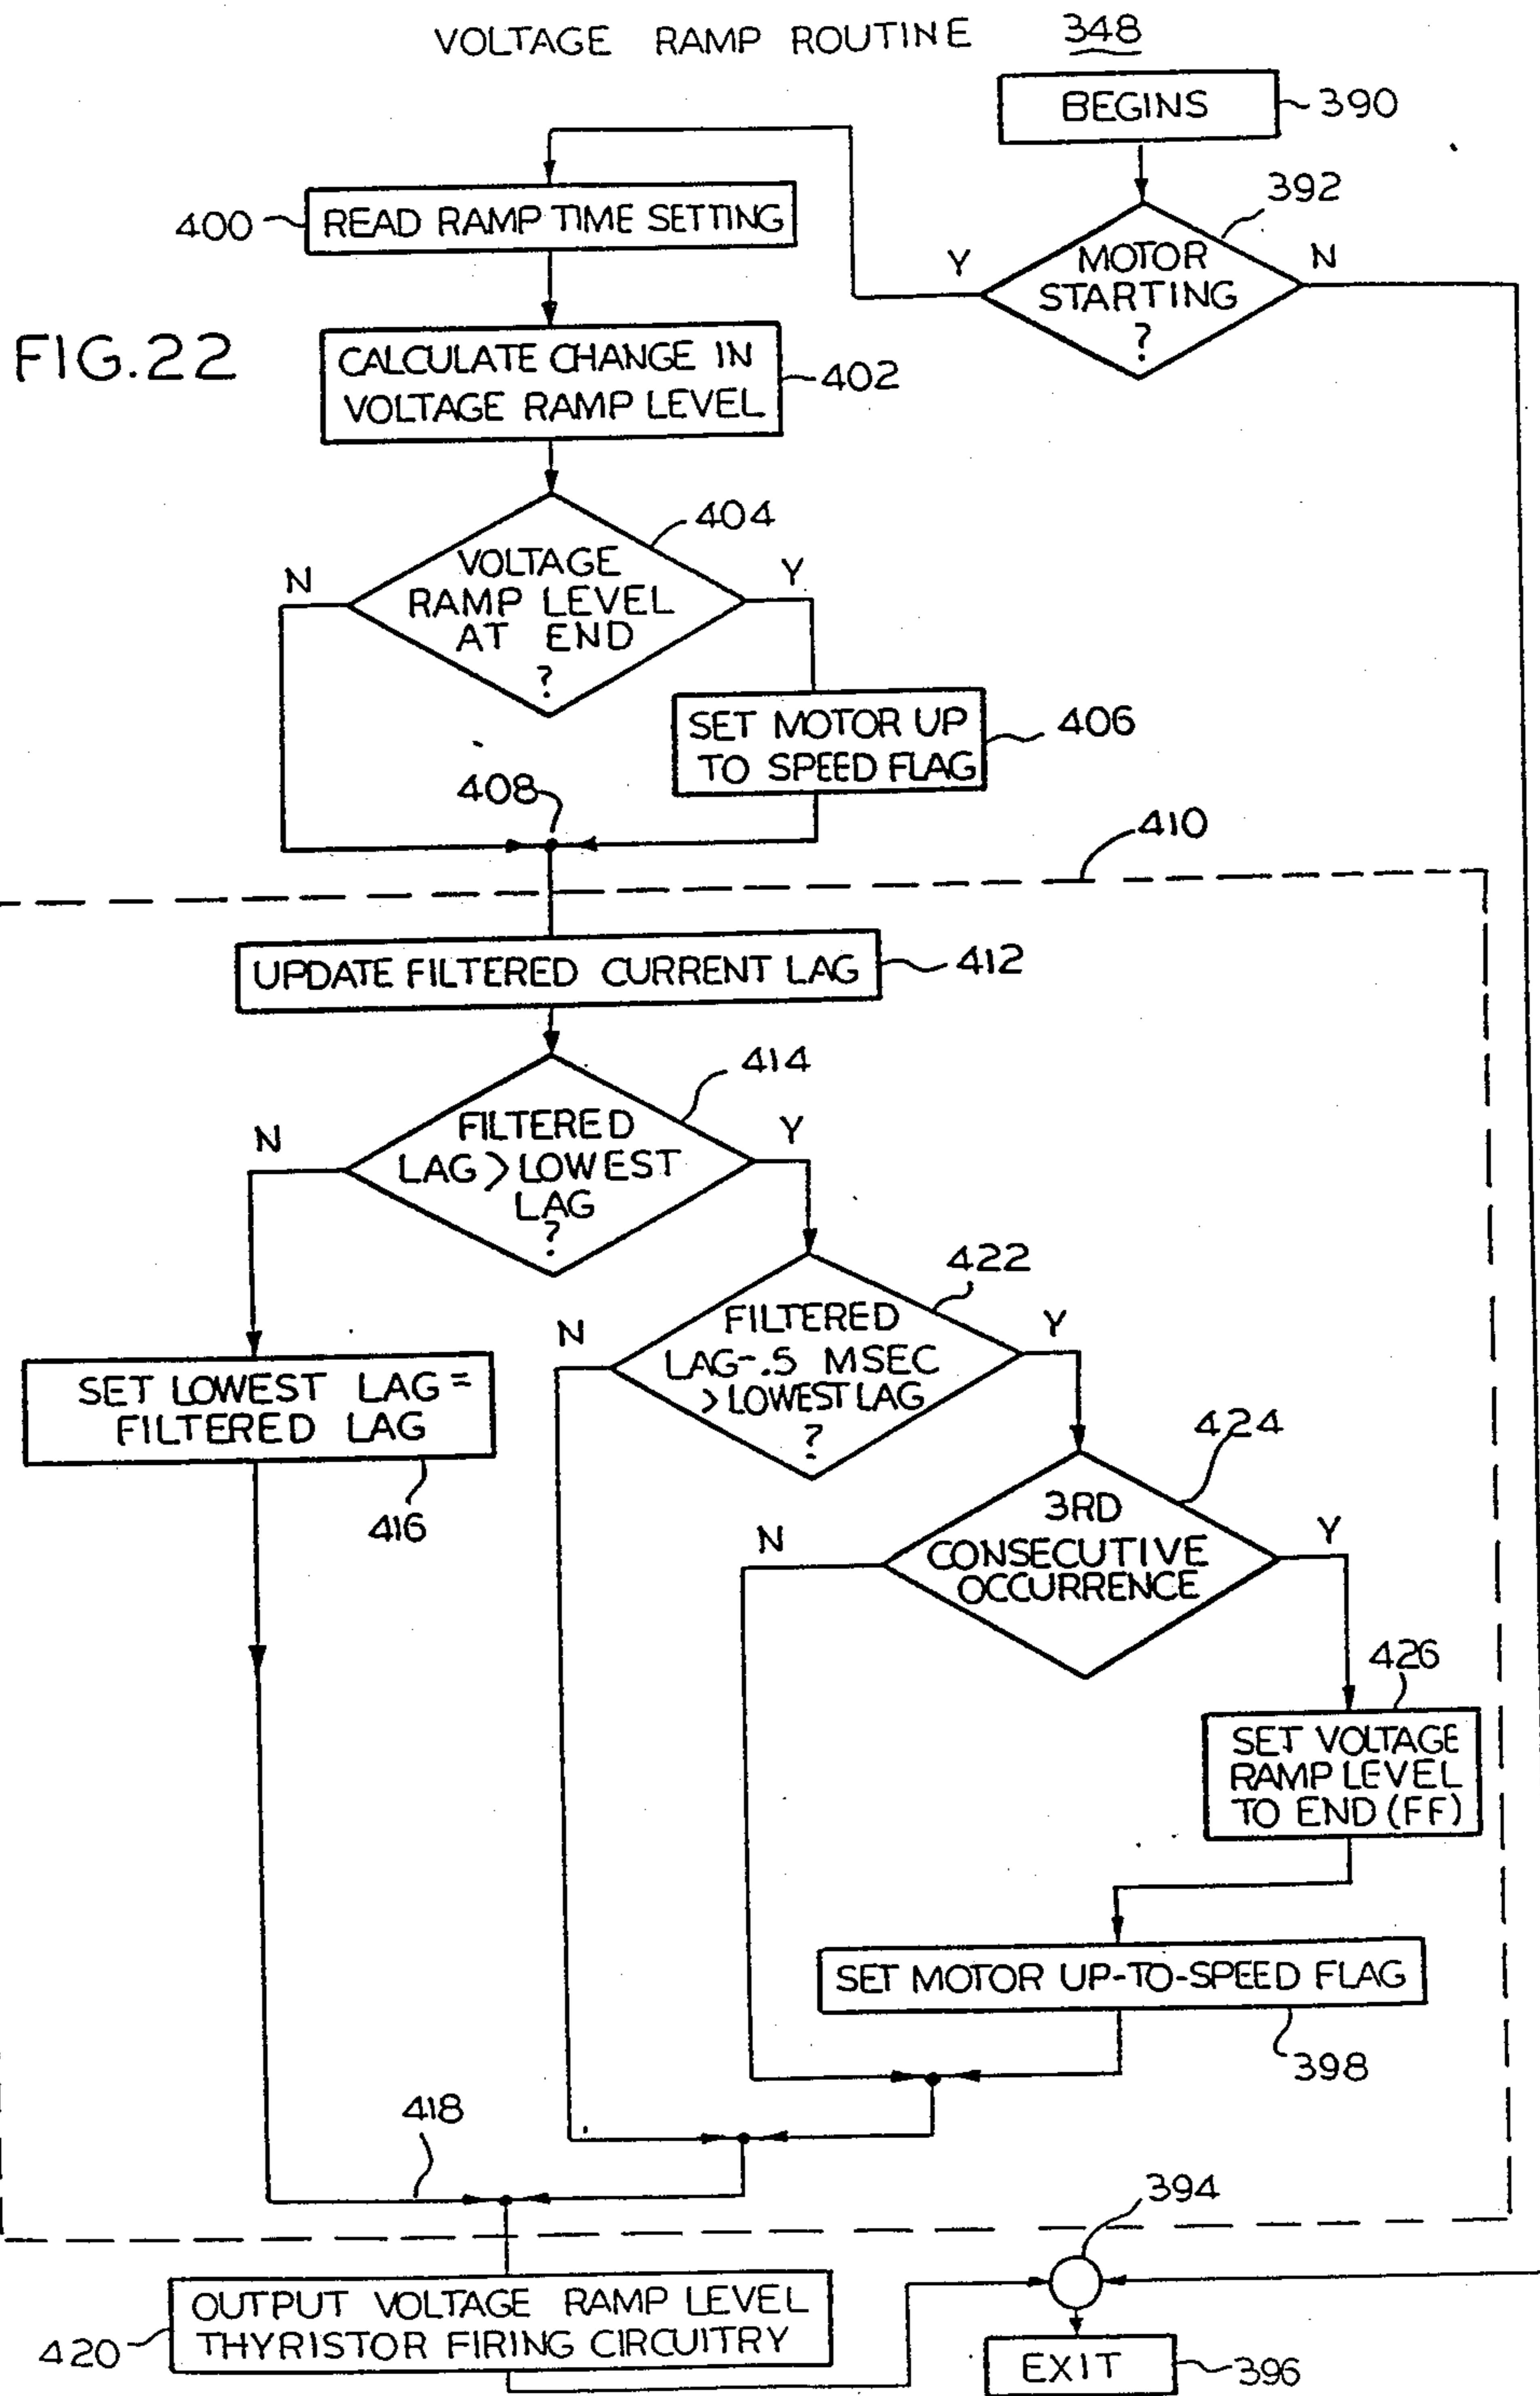 VOLTAGE RAMP ROUTINE 348
BEGINS
390
392
MOTOR
STARTING
?
Y
N
400
READ RAMP TIME SETTING
FIG.22
CALCULATE CHANGE IN
VOLTAGE RAMP LEVEL
402
404
VOLTAGE
RAMP LEVEL
AT END
?
N
Y
SET MOTOR UP
TO SPEED FLAG
406
408
410
UPDATE FILTERED CURRENT LAG
412
414
FILTERED
LAG > LOWEST
LAG
?
N
Y
422
FILTERED
LAG-.5 MSEC
> LOWEST LAG
?
N
Y
SET LOWEST LAG =
FILTERED LAG
416
424
3RD
CONSECUTIVE
OCCURRENCE
N
Y
426
SET VOLTAGE
RAMP LEVEL
TO END (FF)
SET MOTOR UP-TO-SPEED FLAG
398
418
394
OUTPUT VOLTAGE RAMP LEVEL
THYRISTOR FIRING CIRCUITRY
420
EXIT
396